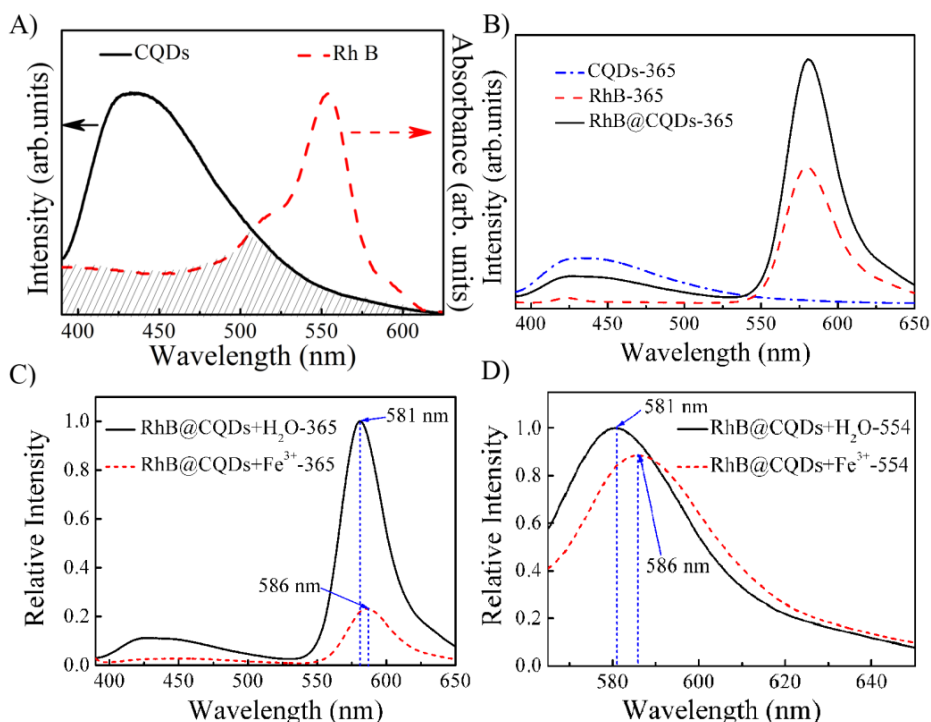 A)
CQDs
Rh B
Intensity (arb.units)
Absorbance (arb. units)
400 450 500 550 600
Wavelength (nm)
B)
CQDs-365
RhB-365
RhB@CQDs-365
Intensity (arb.units)
400 450 500 550 600 650
Wavelength (nm)
C)
RhB@CQDs+H₂O-365
RhB@CQDs+Fe³⁺-365
581 nm
586 nm
Relative Intensity
1.0
0.8
0.6
0.4
0.2
0.0
400 450 500 550 600 650
Wavelength (nm)
D)
581 nm
RhB@CQDs+H₂O-554
RhB@CQDs+Fe³⁺-554
586 nm
Relative Intensity
1.0
0.8
0.6
0.4
0.2
0.0
580 600 620 640
Wavelength (nm)